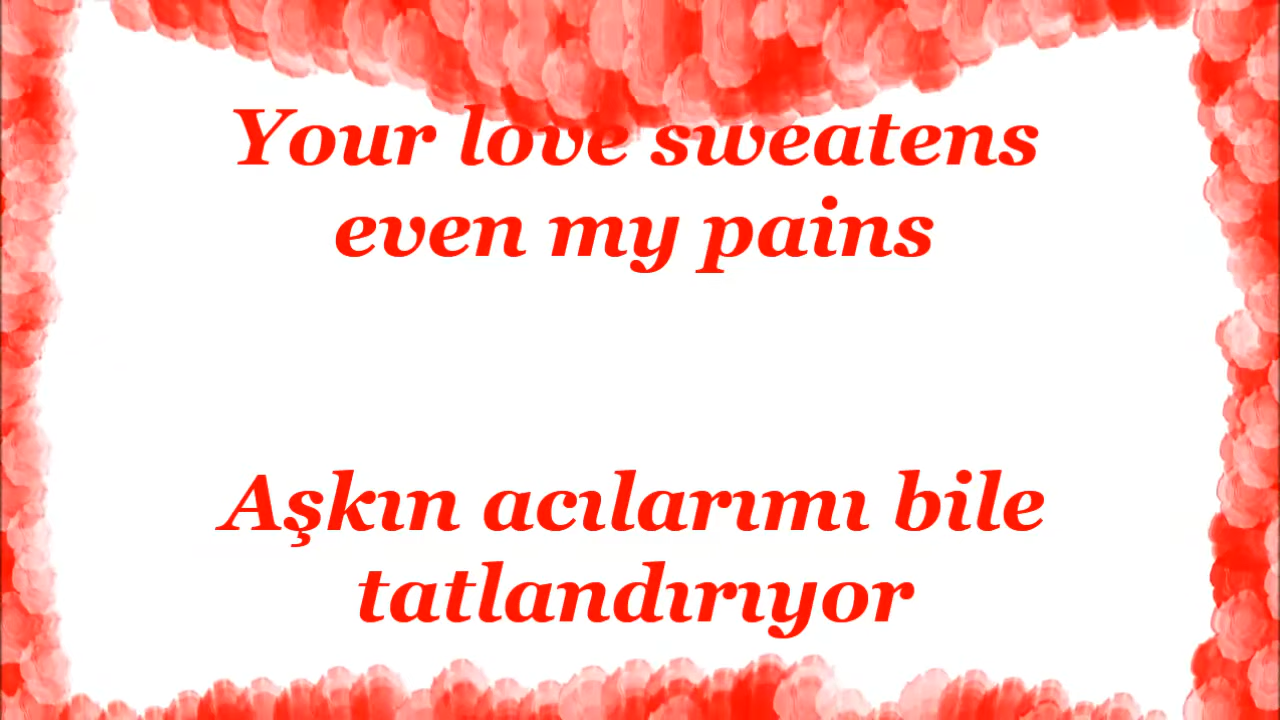 Your love sweatens
even my pains
Aşkın acılarımı bile
tatlandırıyor